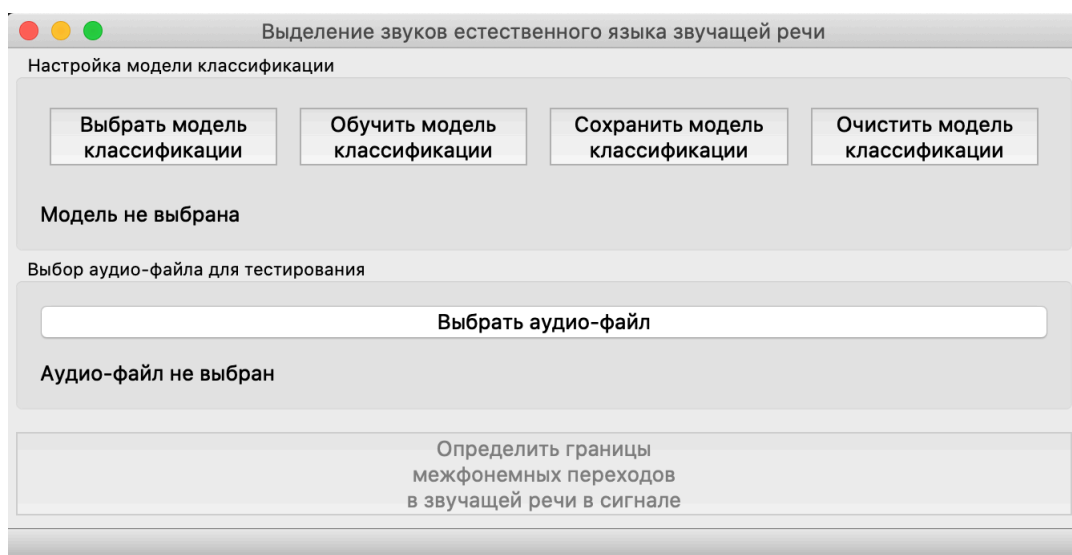 Выделение звуков естественного языка звучащей речи
Настройка модели классификации
Выбрать модель
классификации
Обучить модель
классификации
Сохранить модель
классификации
Очистить модель
классификации
Модель не выбрана
Выбор аудио-файла для тестирования
Выбрать аудио-файл
Аудио-файл не выбран
Определить границы
межфонемных переходов
в звучащей речи в сигнале